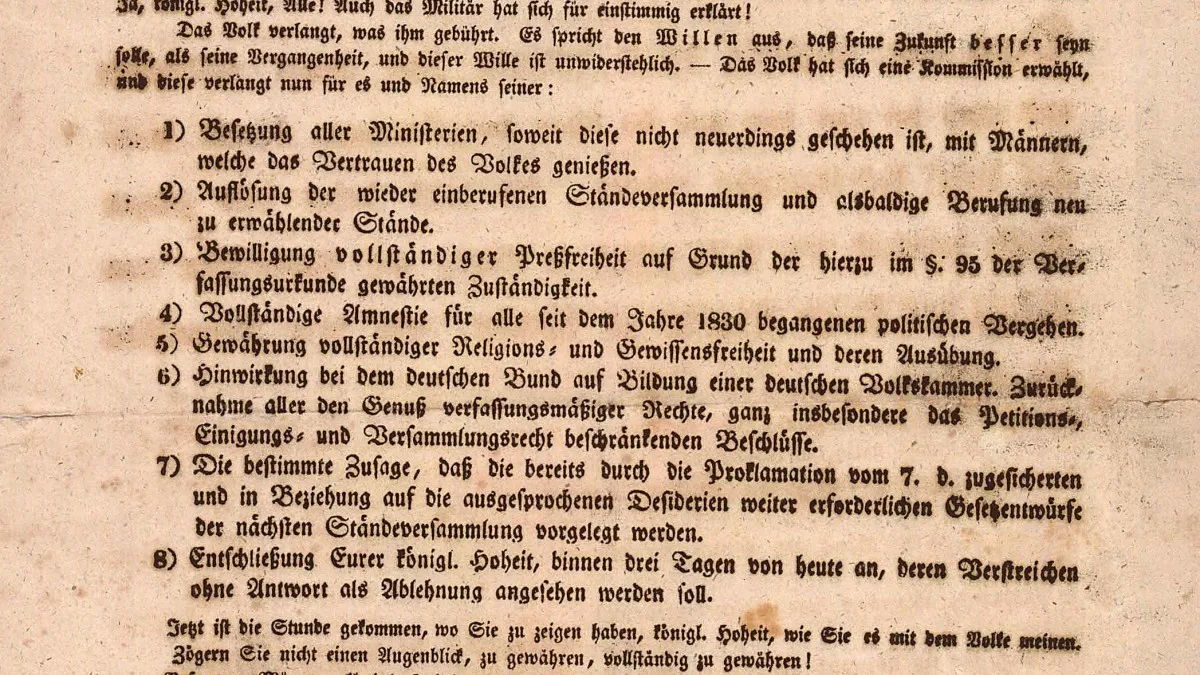 Ja, königl. Hoheit, Alle! Auch das Militär hat sich für einstimmig erklärt!
Das Volk verlangt, was ihm gebührt. Es spricht den Willen aus, daß seine Zukunft besser seyn
solle, als seine Vergangenheit, und dieser Wille ist unwiderstehlich. — Das Volk hat sich eine Kommission erwählt,
und diese verlangt nun für es und Namens seiner:
1) Besetzung aller Ministerien, soweit diese nicht neuerdings geschehen ist, mit Männern,
welche das Vertrauen des Volkes genießen.
2) Auflösung der wieder einberufenen Ständeversammlung und alsbaldige Berufung neu
zu erwählender Stände.
3) Bewilligung vollständiger Preßfreiheit auf Grund der hierzu im §. 95 der Ver-
fassungsurkunde gewährten Zuständigkeit.
4) Vollständige Amnestie für alle seit dem Jahre 1830 begangenen politischen Vergehen.
5) Gewährung vollständiger Religions- und Gewissensfreiheit und deren Ausübung.
6) Hinwirkung bei dem deutschen Bund auf Bildung einer deutschen Volkskammer. Zurück-
nahme aller den Genuß verfassungsmäßiger Rechte, ganz insbesondere das Petitions-,
Einigungs- und Versammlungsrecht beschränkenden Beschlüsse.
7) Die bestimmte Zusage, daß die bereits durch die Proklamation vom 7. d. zugesicherten
und in Beziehung auf die ausgesprochenen Desiderien weiter erforderlichen Gesetzentwürfe
der nächsten Ständeversammlung vorgelegt werden.
8) Entschließung Eurer königl. Hoheit, binnen drei Tagen von heute an, deren Verstreichen
ohne Antwort als Ablehnung angesehen werden soll.
Jetzt ist die Stunde gekommen, wo Sie zu zeigen haben, königl. Hoheit, wie Sie es mit dem Volke meinen.
Zögern Sie nicht einen Augenblick, zu gewähren, vollständig zu gewähren!